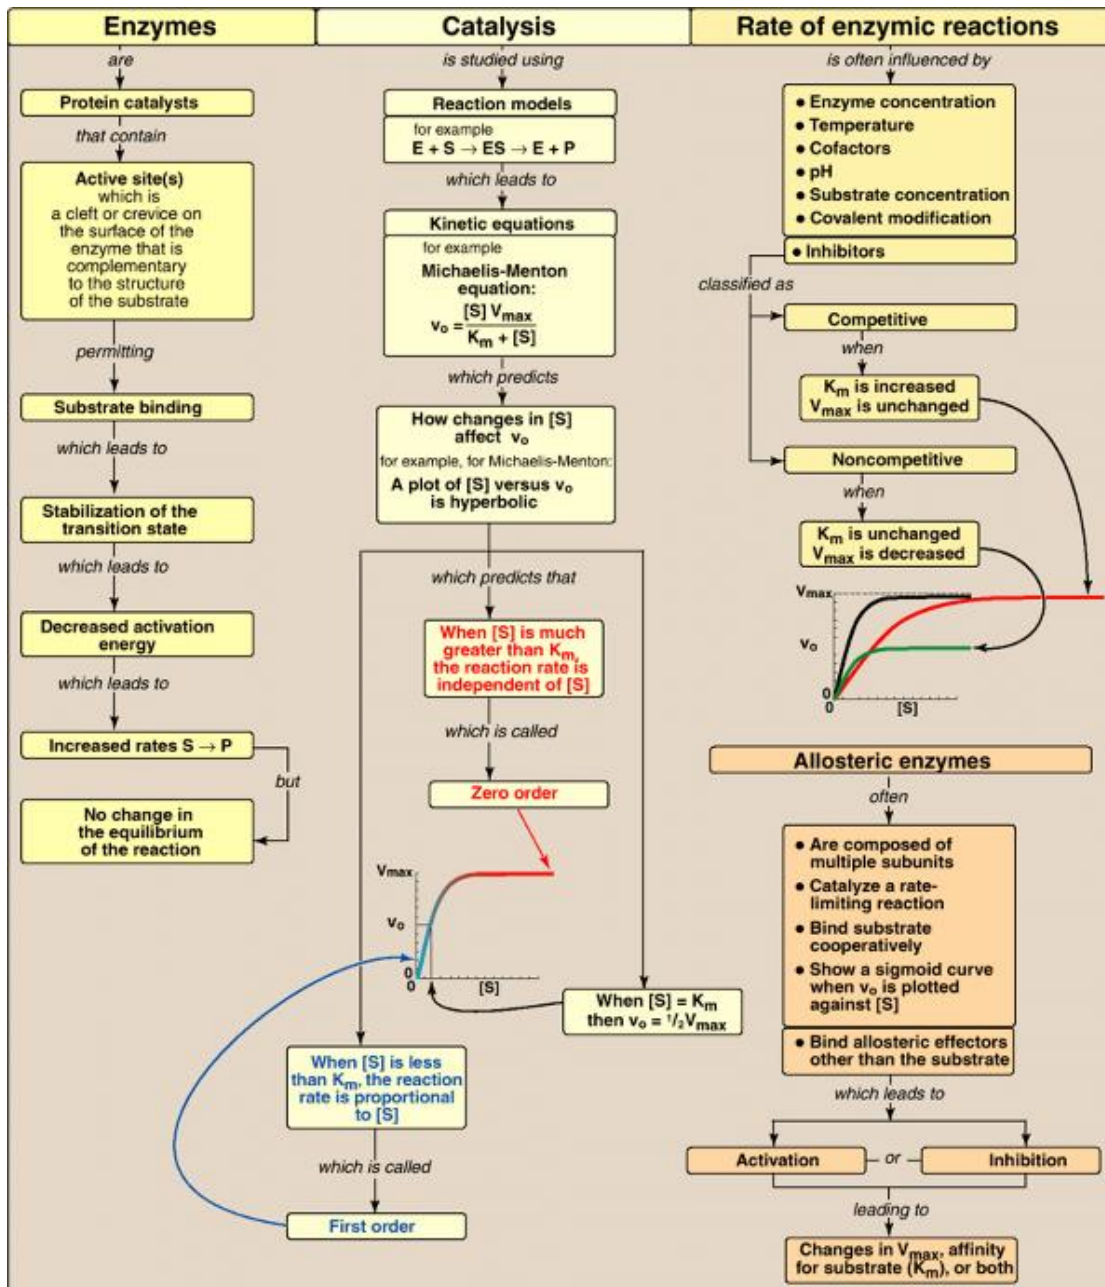 Enzymes
are
Protein catalysts
that contain
Active site(s)
which is
a cleft or crevice on
the surface of the
enzyme that is
complementary
to the structure
of the substrate
permitting
Substrate binding
which leads to
Stabilization of the
transition state
which leads to
Decreased activation
energy
which leads to
Increased rates S → P
but
No change in
the equilibrium
of the reaction
Catalysis
is studied using
Reaction models
for example
E + S → ES → E + P
which leads to
Kinetic equations
for example
Michaelis-Menton
equation:
v₀ = [S] Vmax / Km + [S]
which predicts
How changes in [S]
affect v₀
for example, for Michaelis-Menton:
A plot of [S] versus v₀
is hyperbolic
which predicts that
When [S] is much
greater than Km,
the reaction rate is
independent of [S]
which is called
Zero order
Vmax
v₀
0
0
[S]
When [S] = Km
then v₀ = 1/2Vmax
When [S] is less
than Km, the reaction
rate is proportional
to [S]
which is called
First order
Rate of enzymic reactions
is often influenced by
● Enzyme concentration
● Temperature
● Cofactors
● pH
● Substrate concentration
● Covalent modification
● Inhibitors
classified as
Competitive
when
Km is increased
Vmax is unchanged
Noncompetitive
when
Km is unchanged
Vmax is decreased
Vmax
v₀
0
0
[S]
Allosteric enzymes
often
● Are composed of
multiple subunits
● Catalyze a rate-
limiting reaction
● Bind substrate
cooperatively
● Show a sigmoid curve
when v₀ is plotted
against [S]
● Bind allosteric effectors
other than the substrate
which leads to
Activation
or
Inhibition
leading to
Changes in Vmax, affinity
for substrate (Km), or both